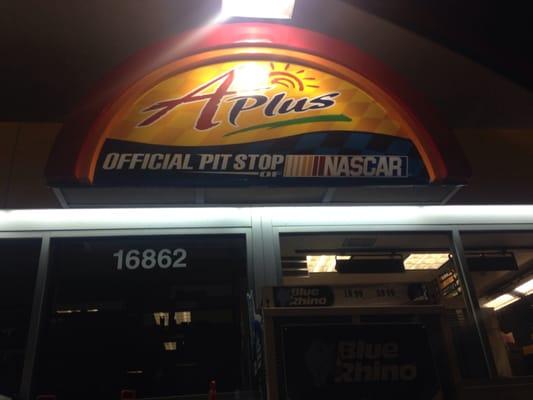 APlus
OFFICIAL PIT STOP
OF NASCAR
16862
Blue Rhino
Blue
Rhino